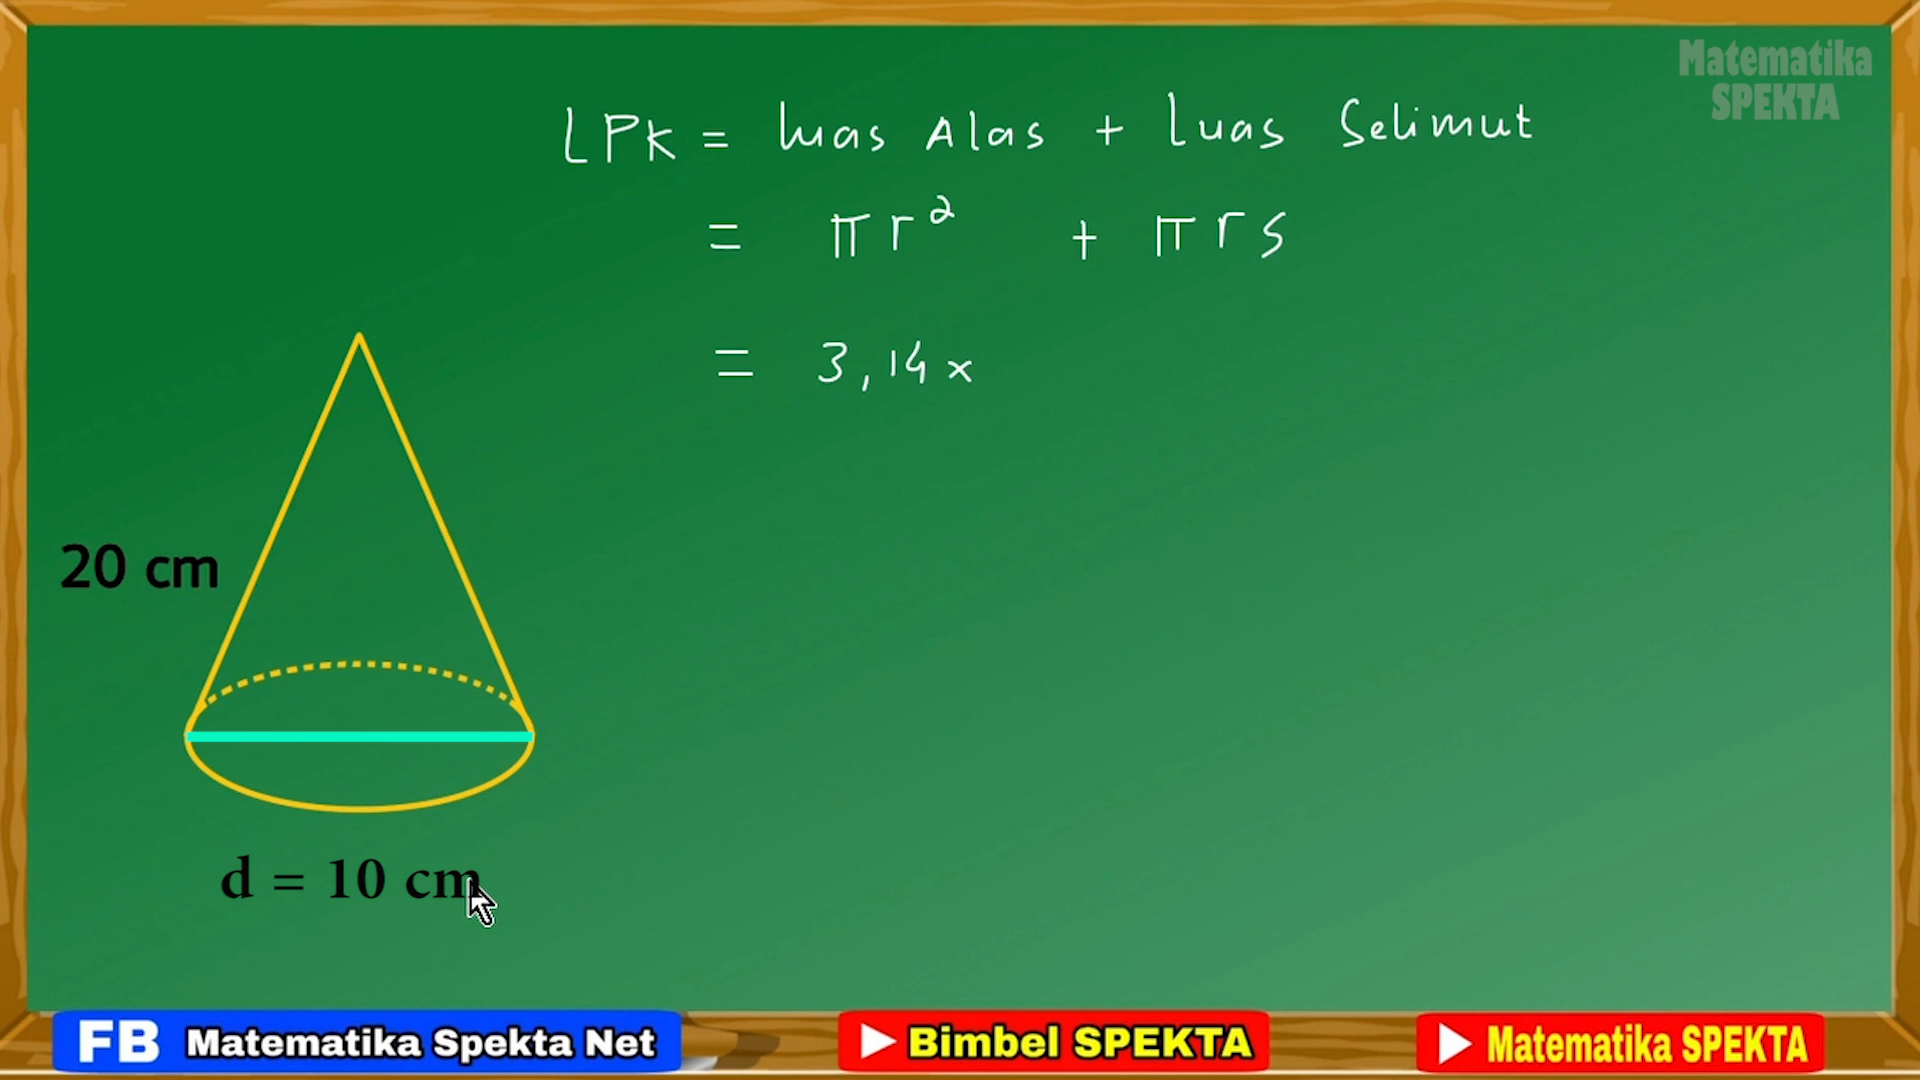 Matematika
SPEKTA
LPK = Luas Alas + Luas Selimut
= πr² + πrs
= 3,14 x
20 cm
d = 10 cm
FB Matematika Spekta Net
Bimbel SPEKTA
Matematika SPEKTA